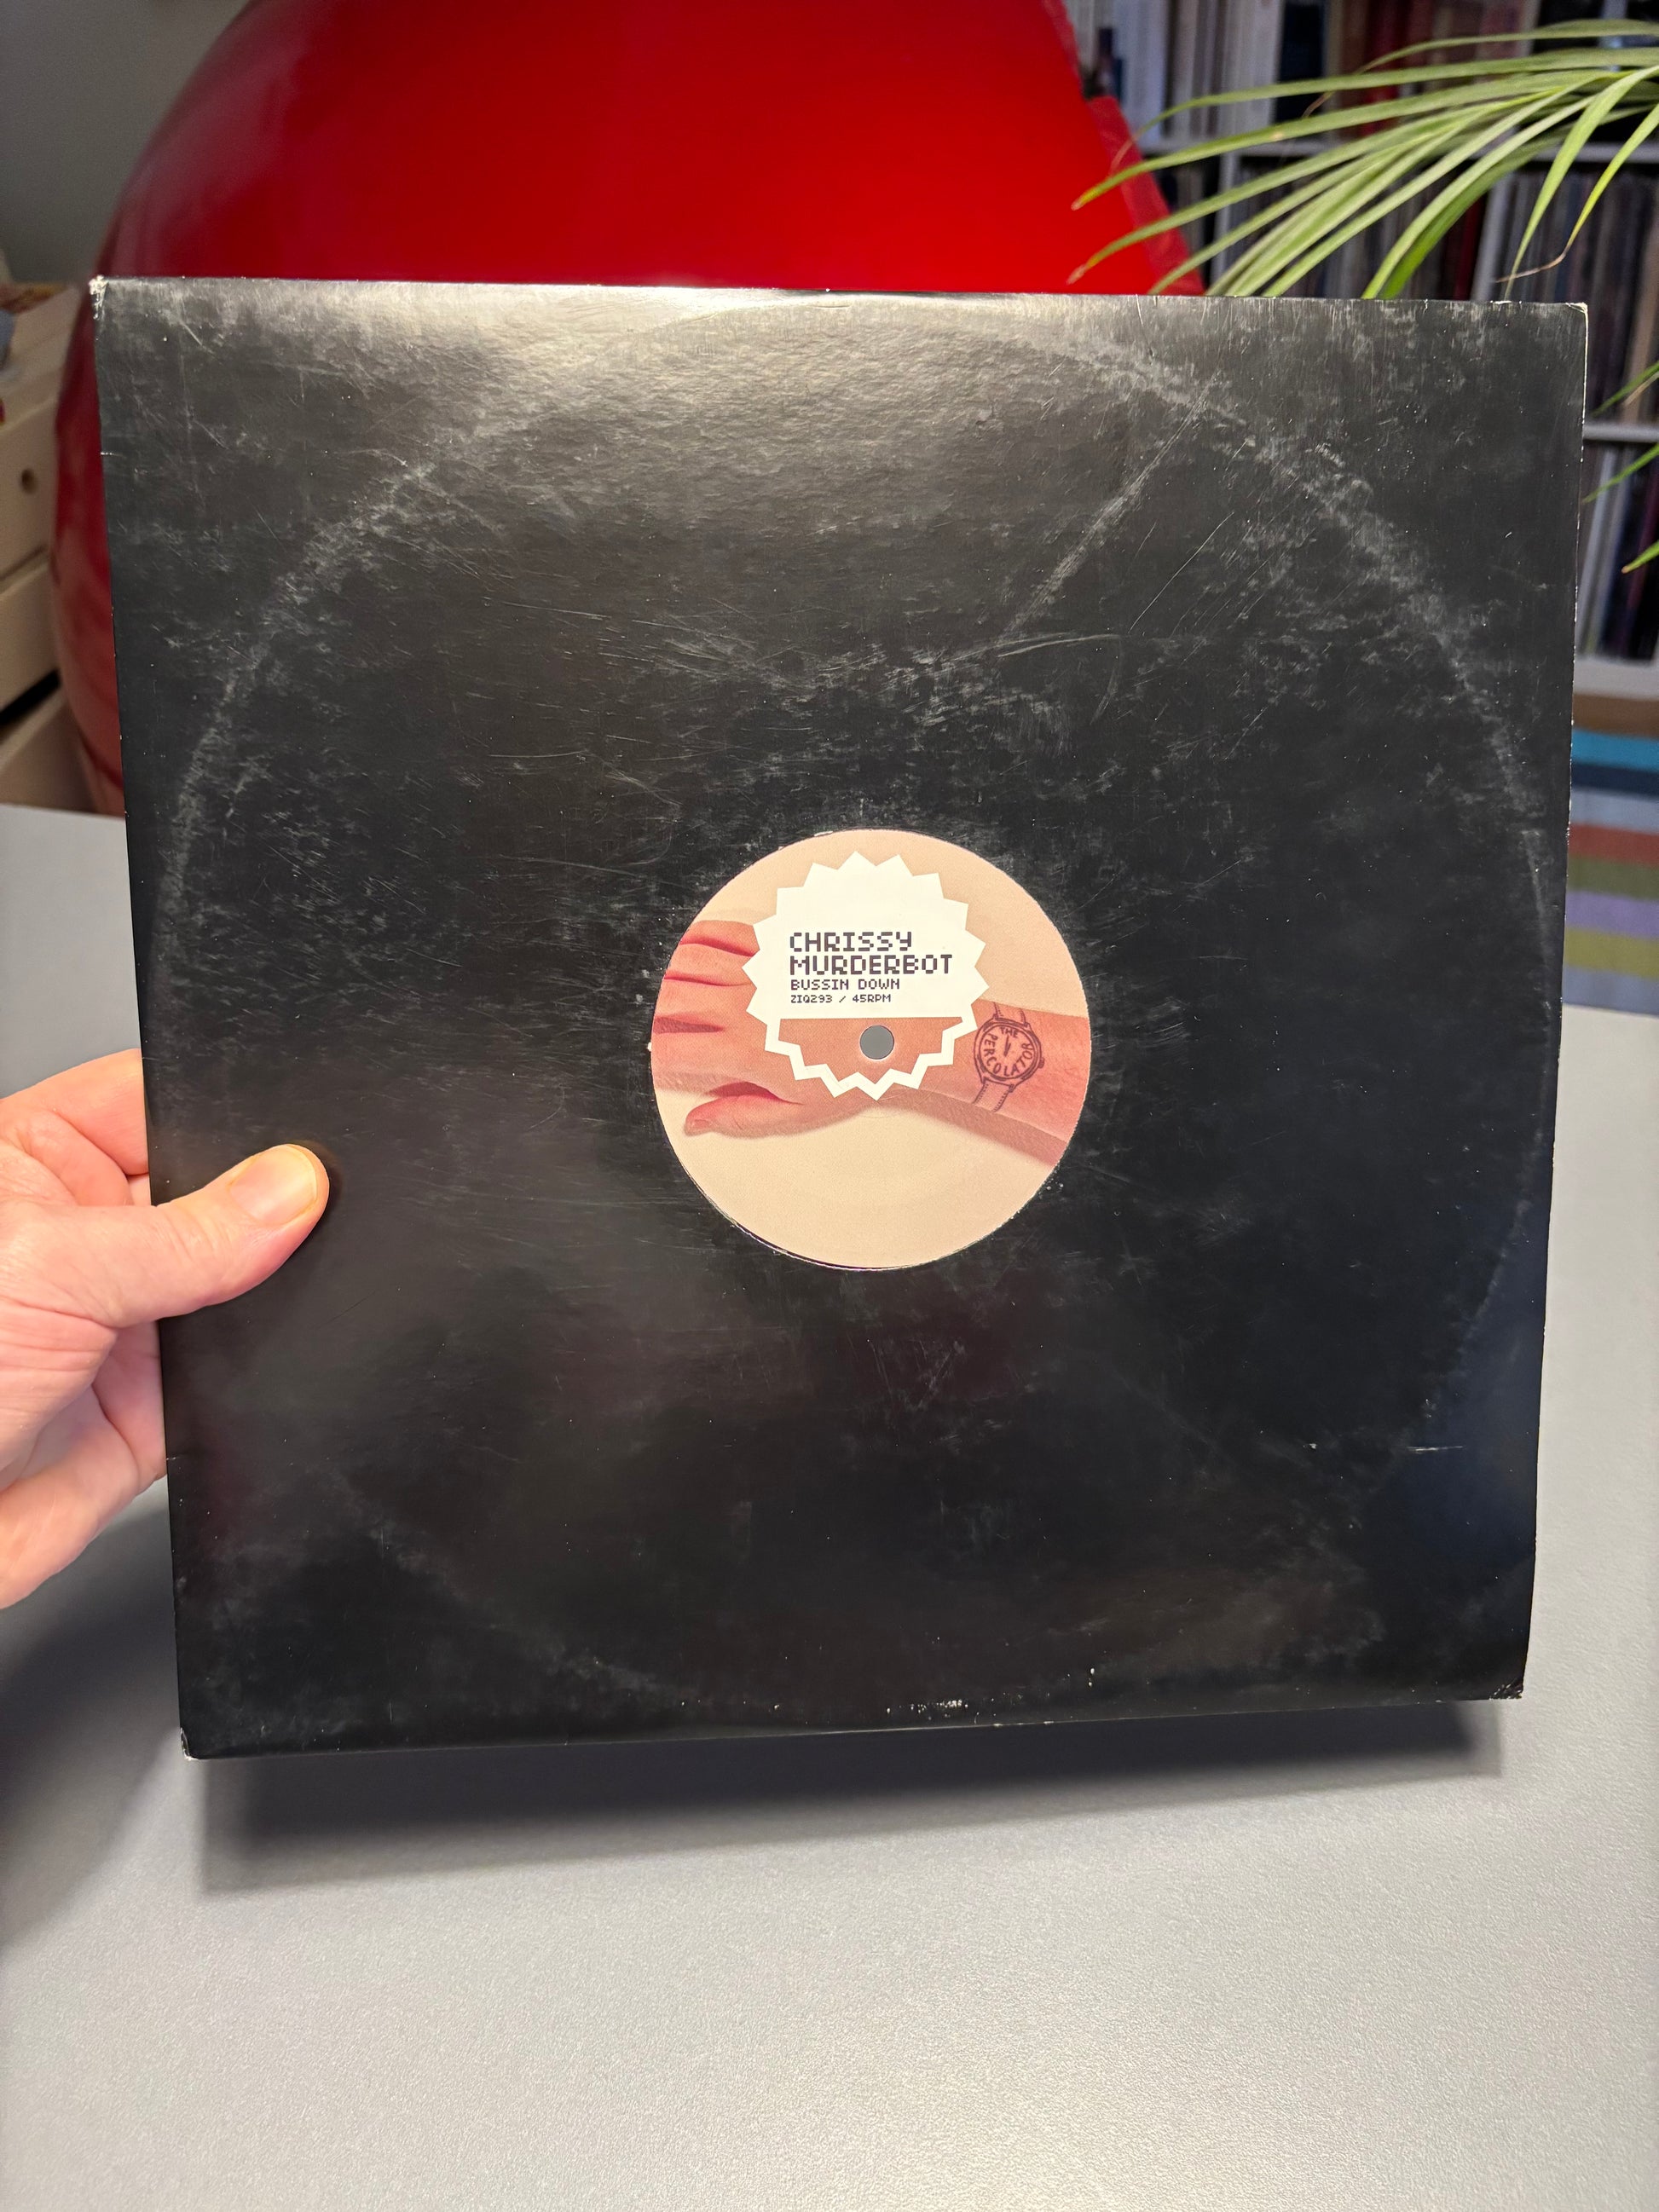 CHRISSY
MURDERBOT
BUSSIN DOWN
ZIQ293 / 45RPM
THE
PERCOLATOR